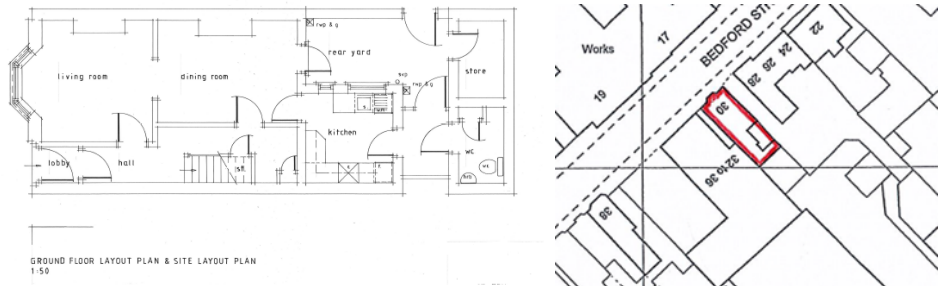 rwp & g
rear yard
living room
dining room
store
svp
rwp & g
kitchen
lobby
hall
wc
wc
GROUND FLOOR LAYOUT PLAN & SITE LAYOUT PLAN
1:50
Works
17
BEDFORD ST
22
24
26
28
19
30
32 to 36
38